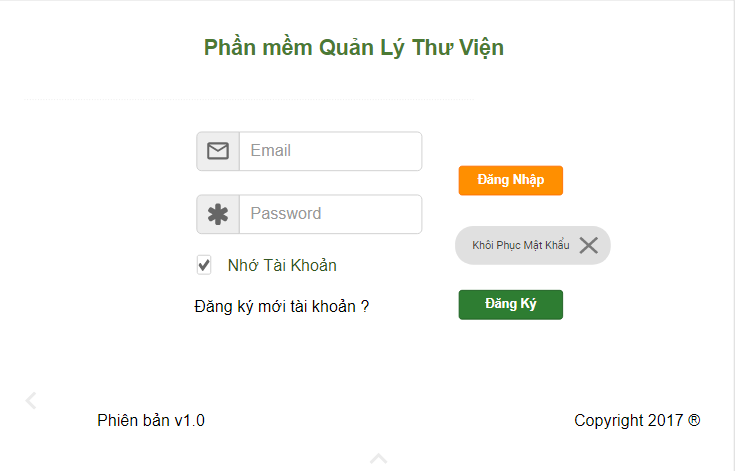 Phần mềm Quản Lý Thư Viện
Email
Đăng Nhập
Password
Khôi Phục Mật Khẩu
Nhớ Tài Khoản
Đăng ký mới tài khoản ?
Đăng Ký
Phiên bản v1.0
Copyright 2017 ®